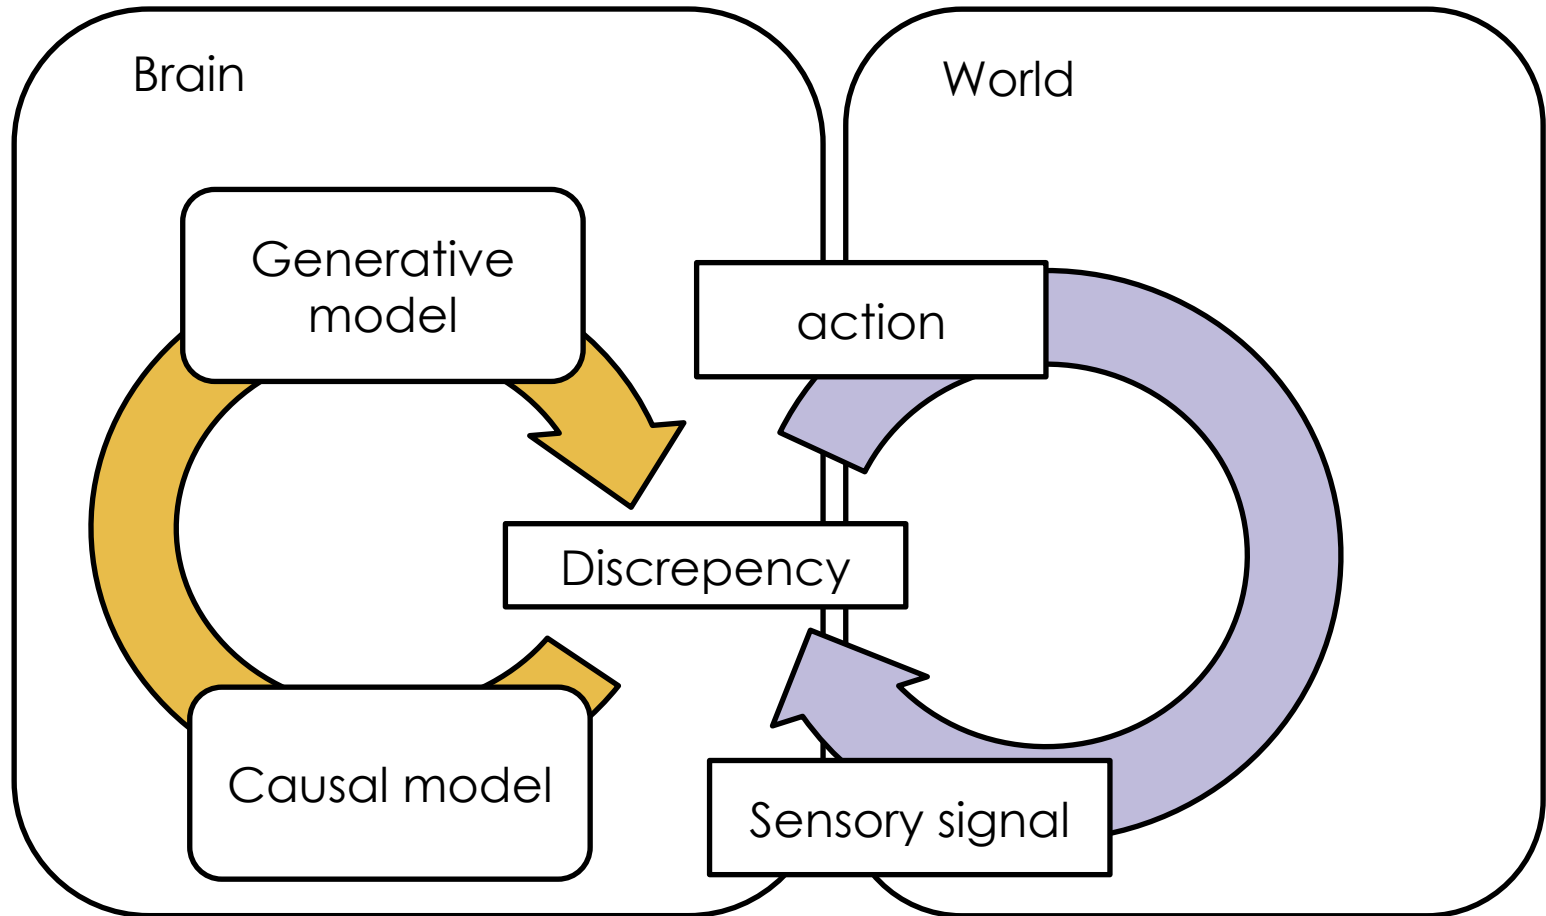 Brain
World
Generative
model
action
Discrepency
Causal model
Sensory signal